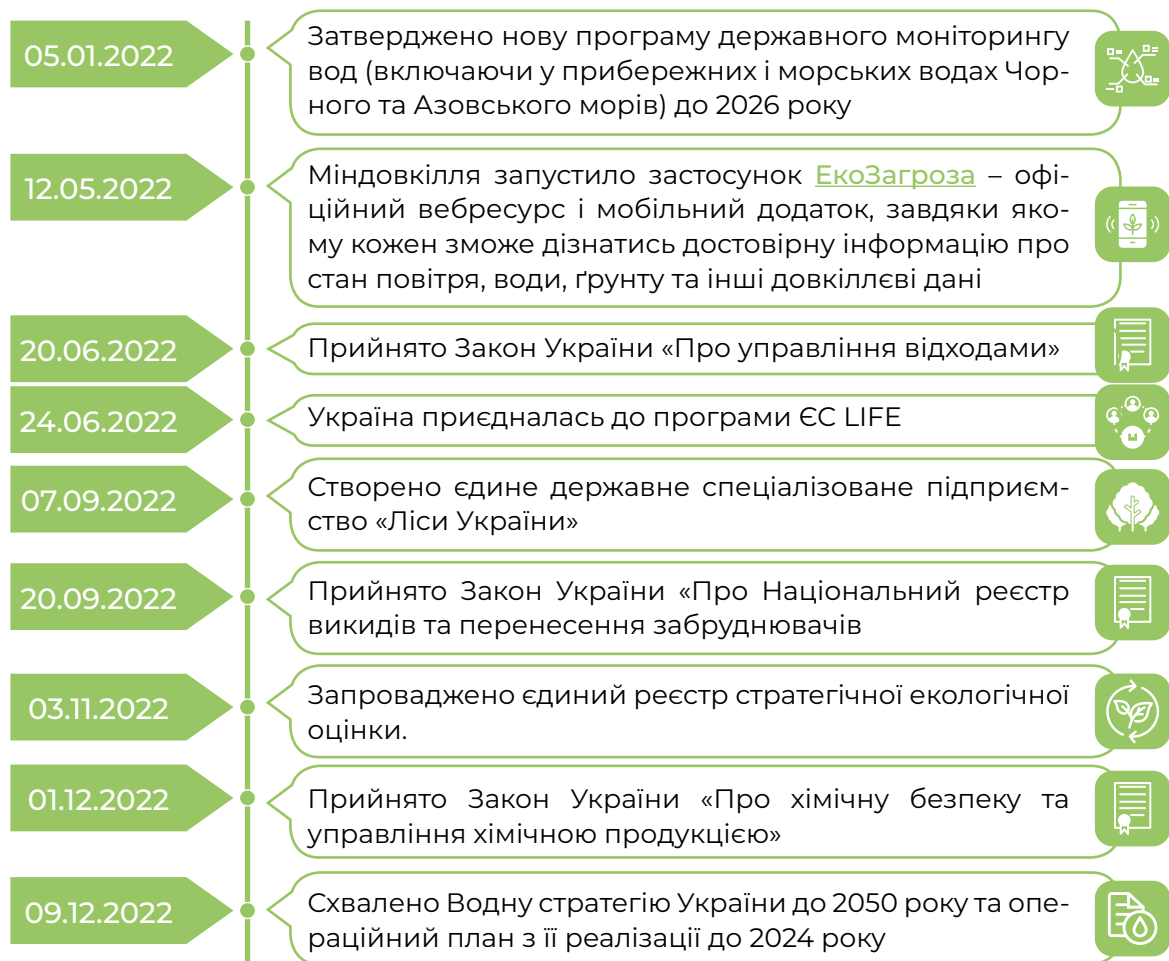 05.01.2022
Затверджено нову програму державного моніторингу
вод (включаючи у прибережних і морських водах Чор-
ного та Азовського морів) до 2026 року
12.05.2022
Міндовкілля запустило застосунок ЕкоЗагроза – офі-
ційний вебресурс і мобільний додаток, завдяки яко-
му кожен зможе дізнатись достовірну інформацію про
стан повітря, води, ґрунту та інші довкіллєві дані
20.06.2022
Прийнято Закон України «Про управління відходами»
24.06.2022
Україна приєдналась до програми ЄС LIFE
07.09.2022
Створено єдине державне спеціалізоване підприєм-
ство «Ліси України»
20.09.2022
Прийнято Закон України «Про Національний реєстр
викидів та перенесення забруднювачів
03.11.2022
Запроваджено єдиний реєстр стратегічної екологічної
оцінки.
01.12.2022
Прийнято Закон України «Про хімічну безпеку та
управління хімічною продукцією»
09.12.2022
Схвалено Водну стратегію України до 2050 року та опе-
раційний план з її реалізації до 2024 року